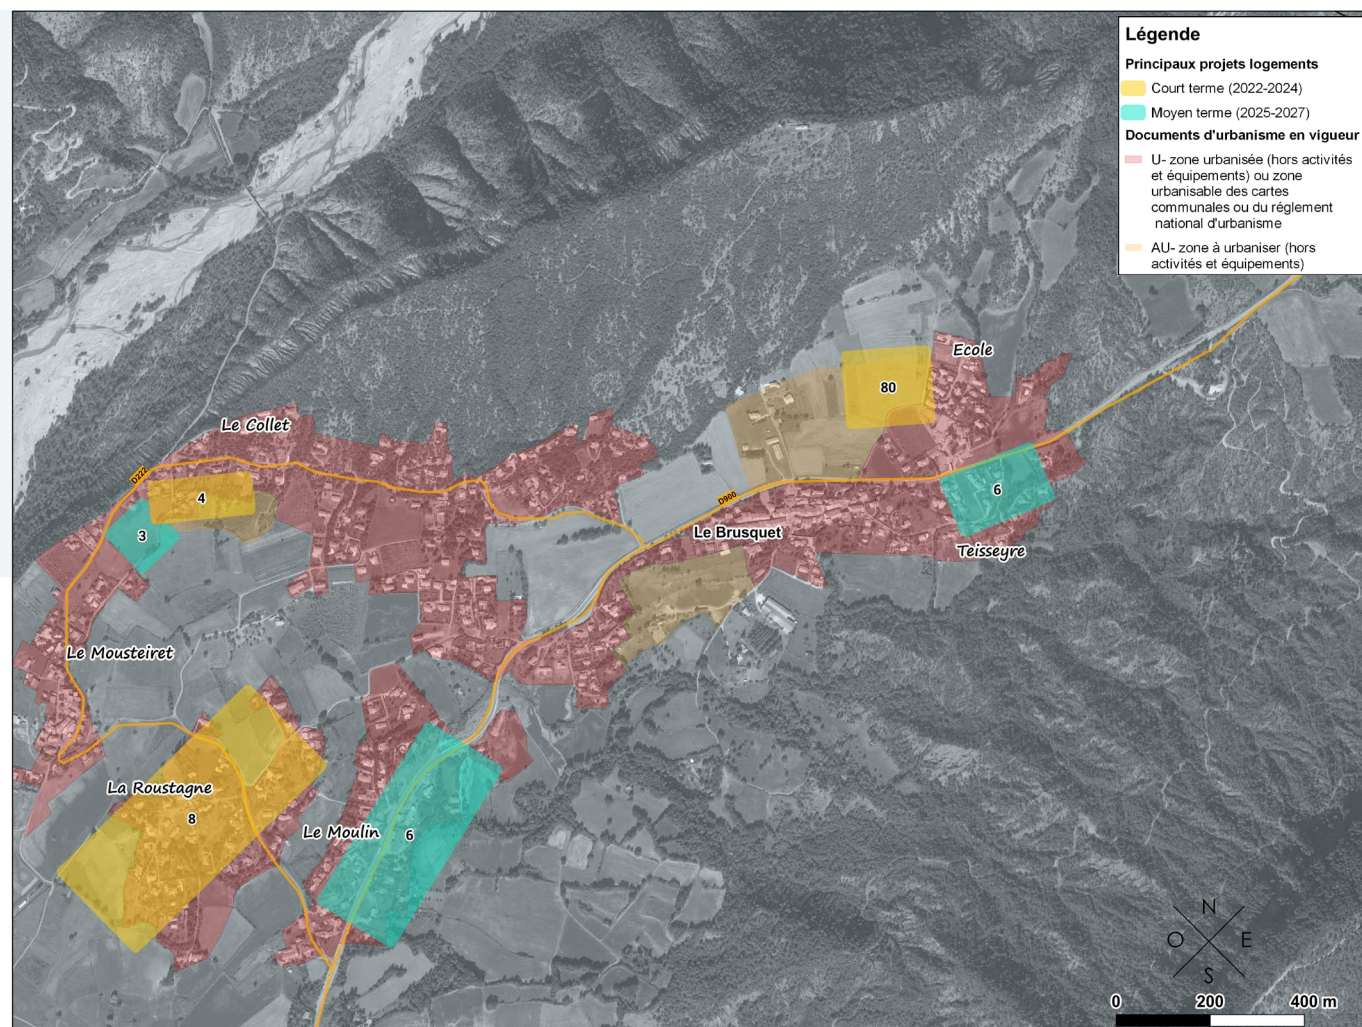 Légende
Principaux projets logements
Court terme (2022-2024)
Moyen terme (2025-2027)
Documents d'urbanisme en vigueur
U- zone urbanisée (hors activités
et équipements) ou zone
urbanisable des cartes
communales ou du réglement
national d'urbanisme
AU- zone à urbaniser (hors
activités et équipements)
Ecole
80
Le Collet
D222
4
3
6
D900
Le Brusquet
Teisseyre
Le Mousteiret
La Roustagne
8
Le Moulin
6
N
O
E
S
0
200
400 m